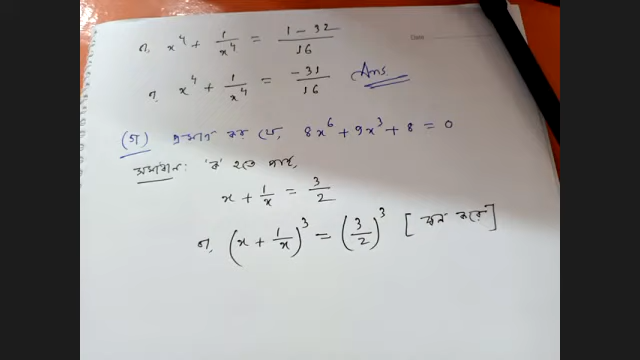 বা, x⁴ + 1/x⁴ = (1 - 32)/16
বা, x⁴ + 1/x⁴ = -31/16 Ans
Date
(গ) প্রমাণ কর যে, 8x⁶ + 9x³ + 8 = 0
সমাধান: 'ক' হতে পাই,
x + 1/x = 3/2
বা, (x + 1/x)³ = (3/2)³ [ঘন করে]